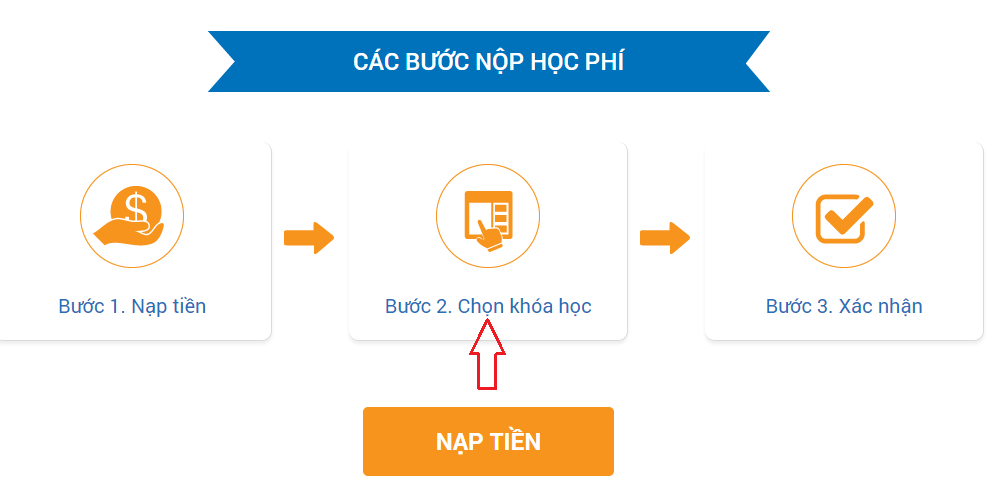 CÁC BƯỚC NỘP HỌC PHÍ
$
Bước 1. Nạp tiền
Bước 2. Chọn khóa học
Bước 3. Xác nhận
NẠP TIỀN